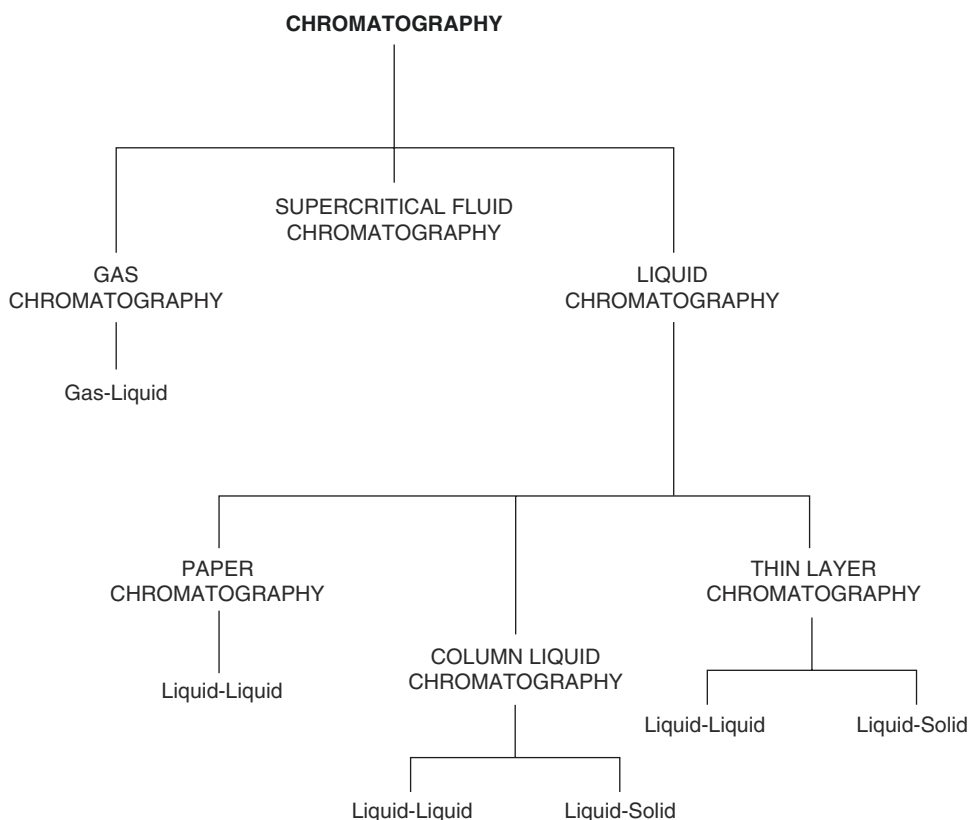 CHROMATOGRAPHY
SUPERCRITICAL FLUID
CHROMATOGRAPHY
GAS
CHROMATOGRAPHY
LIQUID
CHROMATOGRAPHY
Gas-Liquid
PAPER
CHROMATOGRAPHY
THIN LAYER
CHROMATOGRAPHY
COLUMN LIQUID
CHROMATOGRAPHY
Liquid-Liquid
Liquid-Liquid
Liquid-Solid
Liquid-Liquid
Liquid-Solid